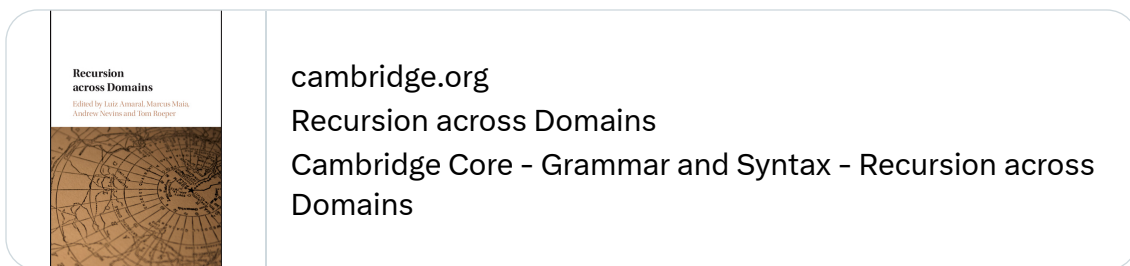 Recursion
across Domains
Edited by Luiz Amaral, Marcus Maia,
Andrew Nevins and Tom Roeper
cambridge.org
Recursion across Domains
Cambridge Core - Grammar and Syntax - Recursion across
Domains